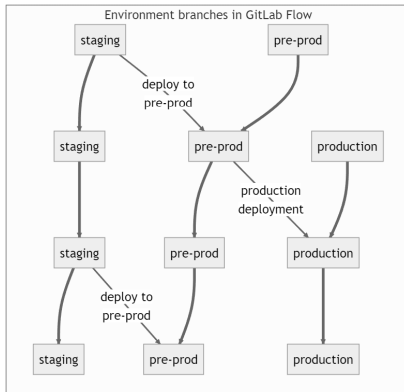 Environment branches in GitLab Flow
staging
pre-prod
deploy to
pre-prod
staging
pre-prod
production
production
deployment
staging
pre-prod
production
deploy to
pre-prod
staging
pre-prod
production